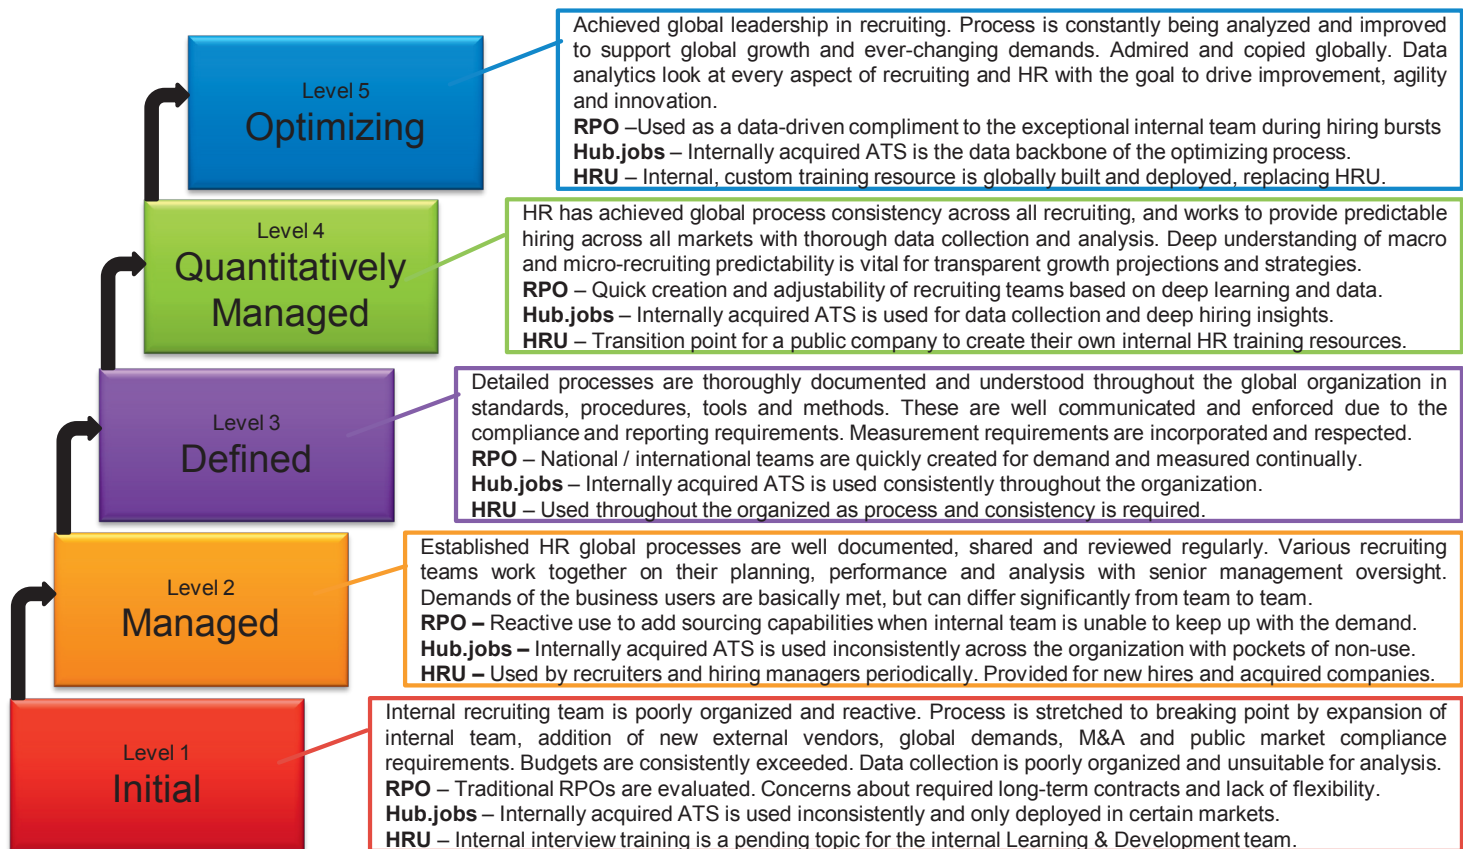 Level 5
Optimizing
Achieved global leadership in recruiting. Process is constantly being analyzed and improved
to support global growth and ever-changing demands. Admired and copied globally. Data
analytics look at every aspect of recruiting and HR with the goal to drive improvement, agility
and innovation.
RPO –Used as a data-driven compliment to the exceptional internal team during hiring bursts
Hub.jobs – Internally acquired ATS is the data backbone of the optimizing process.
HRU – Internal, custom training resource is globally built and deployed, replacing HRU.
Level 4
Quantitatively
Managed
HR has achieved global process consistency across all recruiting, and works to provide predictable
hiring across all markets with thorough data collection and analysis. Deep understanding of macro
and micro-recruiting predictability is vital for transparent growth projections and strategies.
RPO – Quick creation and adjustability of recruiting teams based on deep learning and data.
Hub.jobs – Internally acquired ATS is used for data collection and deep hiring insights.
HRU – Transition point for a public company to create their own internal HR training resources.
Level 3
Defined
Detailed processes are thoroughly documented and understood throughout the global organization in
standards, procedures, tools and methods. These are well communicated and enforced due to the
compliance and reporting requirements. Measurement requirements are incorporated and respected.
RPO – National / international teams are quickly created for demand and measured continually.
Hub.jobs – Internally acquired ATS is used consistently throughout the organization.
HRU – Used throughout the organized as process and consistency is required.
Level 2
Managed
Established HR global processes are well documented, shared and reviewed regularly. Various recruiting
teams work together on their planning, performance and analysis with senior management oversight.
Demands of the business users are basically met, but can differ significantly from team to team.
RPO – Reactive use to add sourcing capabilities when internal team is unable to keep up with the demand.
Hub.jobs – Internally acquired ATS is used inconsistently across the organization with pockets of non-use.
HRU – Used by recruiters and hiring managers periodically. Provided for new hires and acquired companies.
Level 1
Initial
Internal recruiting team is poorly organized and reactive. Process is stretched to breaking point by expansion of
internal team, addition of new external vendors, global demands, M&A and public market compliance
requirements. Budgets are consistently exceeded. Data collection is poorly organized and unsuitable for analysis.
RPO – Traditional RPOs are evaluated. Concerns about required long-term contracts and lack of flexibility.
Hub.jobs – Internally acquired ATS is used inconsistently and only deployed in certain markets.
HRU – Internal interview training is a pending topic for the internal Learning & Development team.